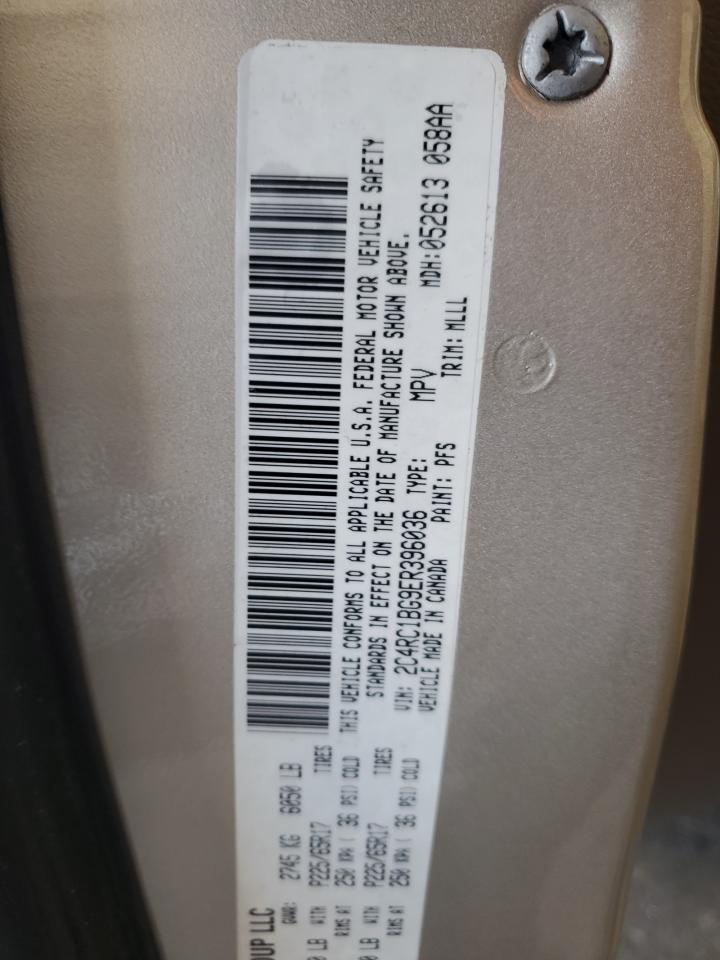 OUP LLC
GVWR: 2745 KG 6050 LB
0 LB WITH P225/65R17 TIRES
RIMS AT 250 KPA ( 36 PSI) COLD
0 LB WITH P225/65R17 TIRES
RIMS AT 250 KPA ( 36 PSI) COLD
THIS VEHICLE CONFORMS TO ALL APPLICABLE U.S.A. FEDERAL MOTOR VEHICLE SAFETY
STANDARDS IN EFFECT ON THE DATE OF MANUFACTURE SHOWN ABOVE.
VIN: 2C4RC1BG9ER396036 TYPE: MPV MDH:052613 058AA
VEHICLE MADE IN CANADA PAINT: PFS TRIM: MLLL